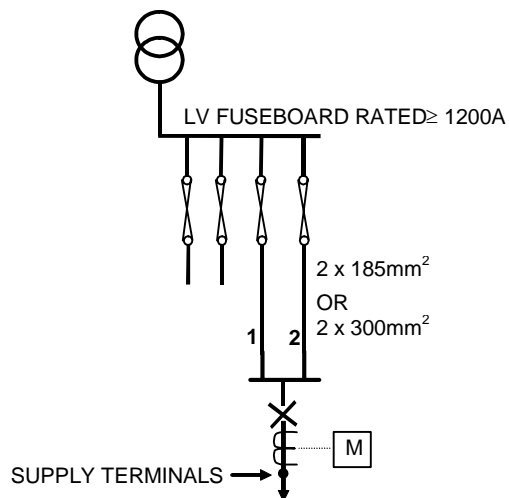 LV FUSEBOARD RATED≥ 1200A
2 x 185mm²
OR
2 x 300mm²
1 2
M
SUPPLY TERMINALS